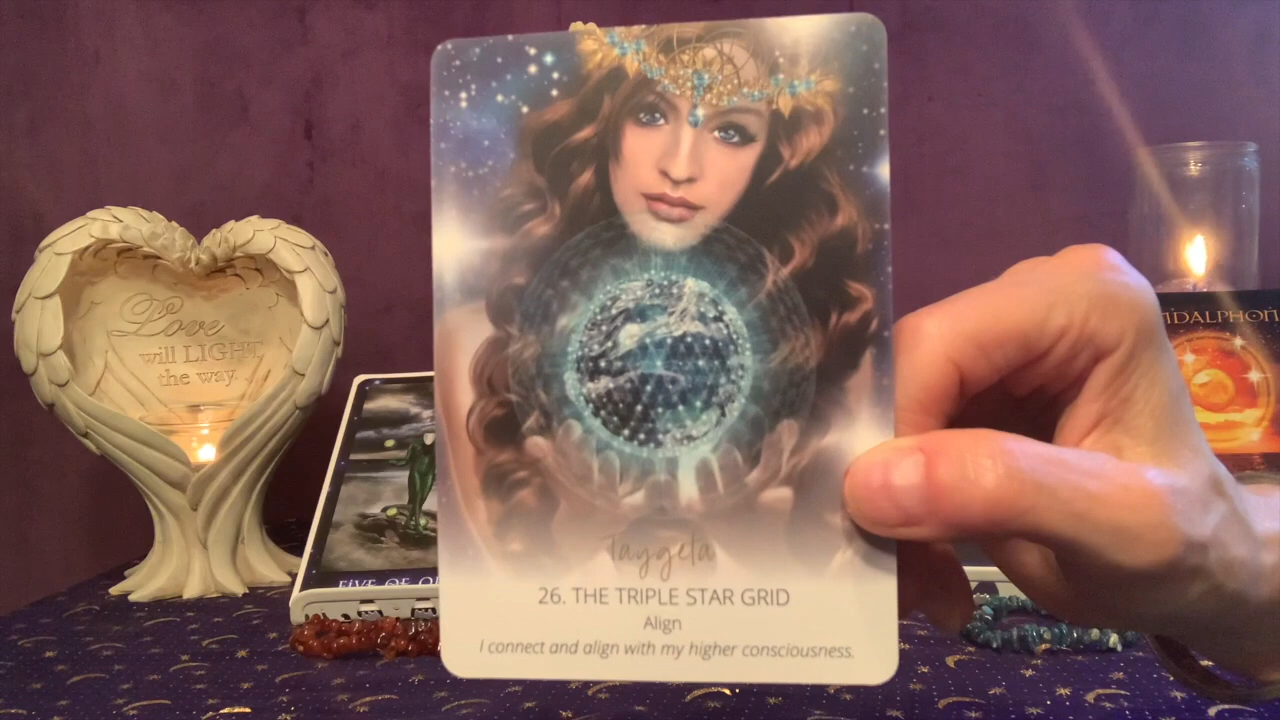 Love
will LIGHT
the way.
NDALPHON
FIVE OF
Taygeta
26. THE TRIPLE STAR GRID
Align
I connect and align with my higher consciousness.